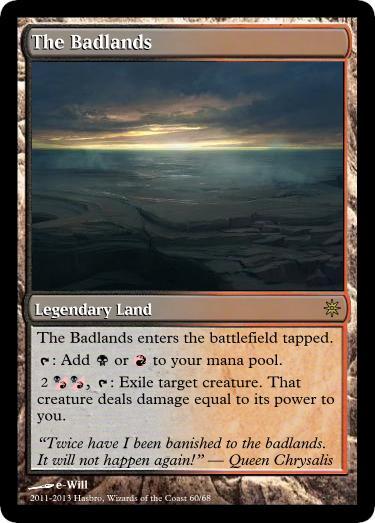 The Badlands
Legendary Land
The Badlands enters the battlefield tapped.
: Add or to your mana pool.
2 , : Exile target creature. That
creature deals damage equal to its power to
you.
“Twice have I been banished to the badlands.
It will not happen again!” — Queen Chrysalis
e-Will
2011-2013 Hasbro, Wizards of the Coast 60/68